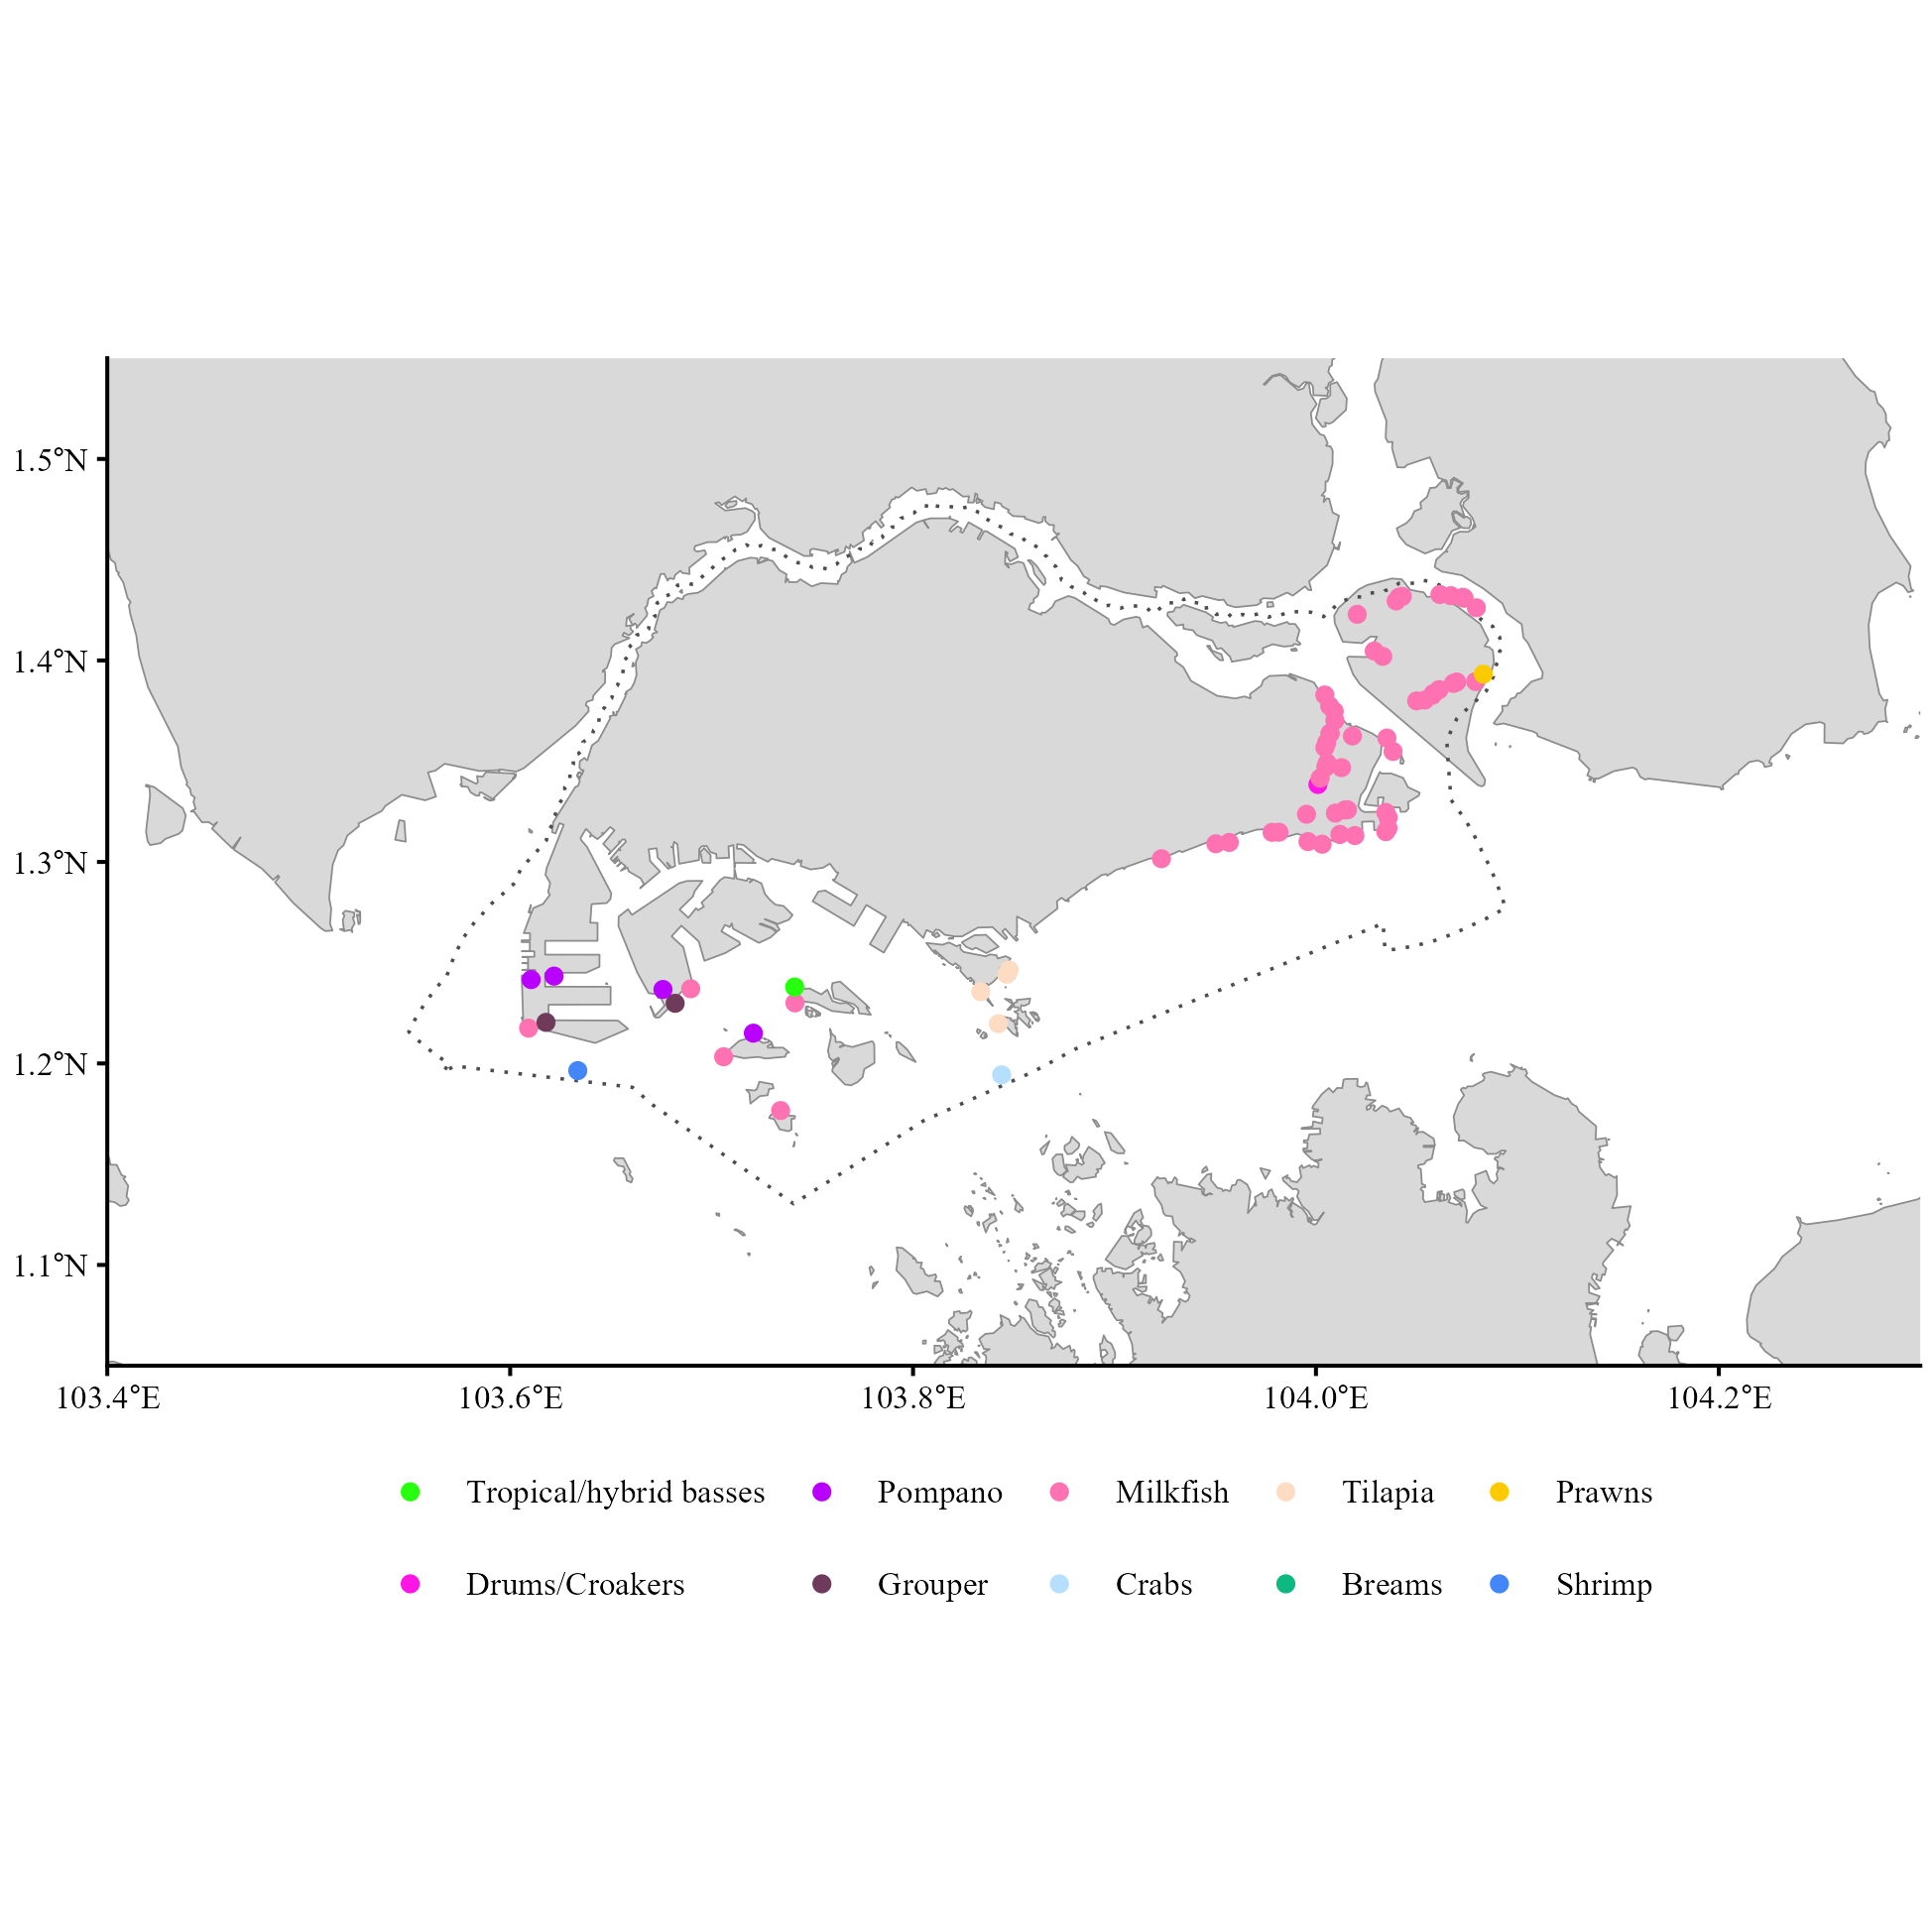 1.5°N
1.4°N
1.3°N
1.2°N
1.1°N
103.4°E 103.6°E 103.8°E 104.0°E 104.2°E
Tropical/hybrid basses Pompano Milkfish Tilapia Prawns
Drums/Croakers Grouper Crabs Breams Shrimp